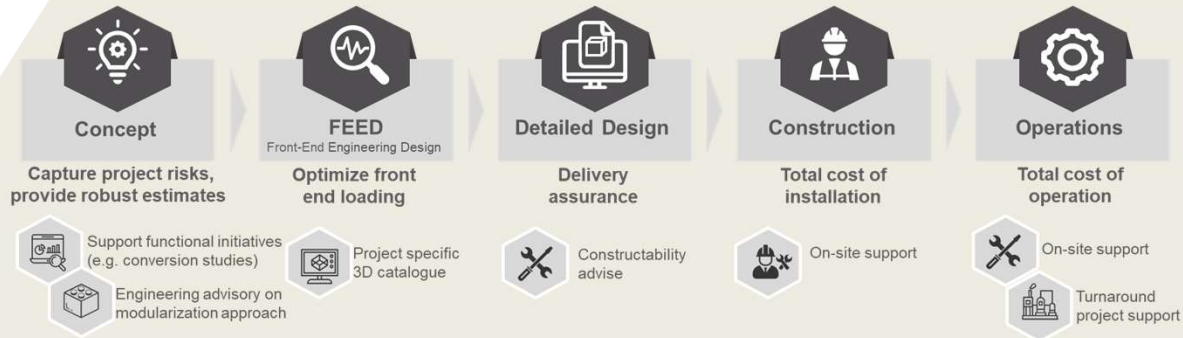 Concept
Capture project risks,
provide robust estimates
Support functional initiatives
(e.g. conversion studies)
Engineering advisory on
modularization approach
FEED
Front-End Engineering Design
Optimize front
end loading
Project specific
3D catalogue
Detailed Design
Delivery
assurance
Constructability
advise
Construction
Total cost of
installation
On-site support
Operations
Total cost of
operation
On-site support
Turnaround
project support